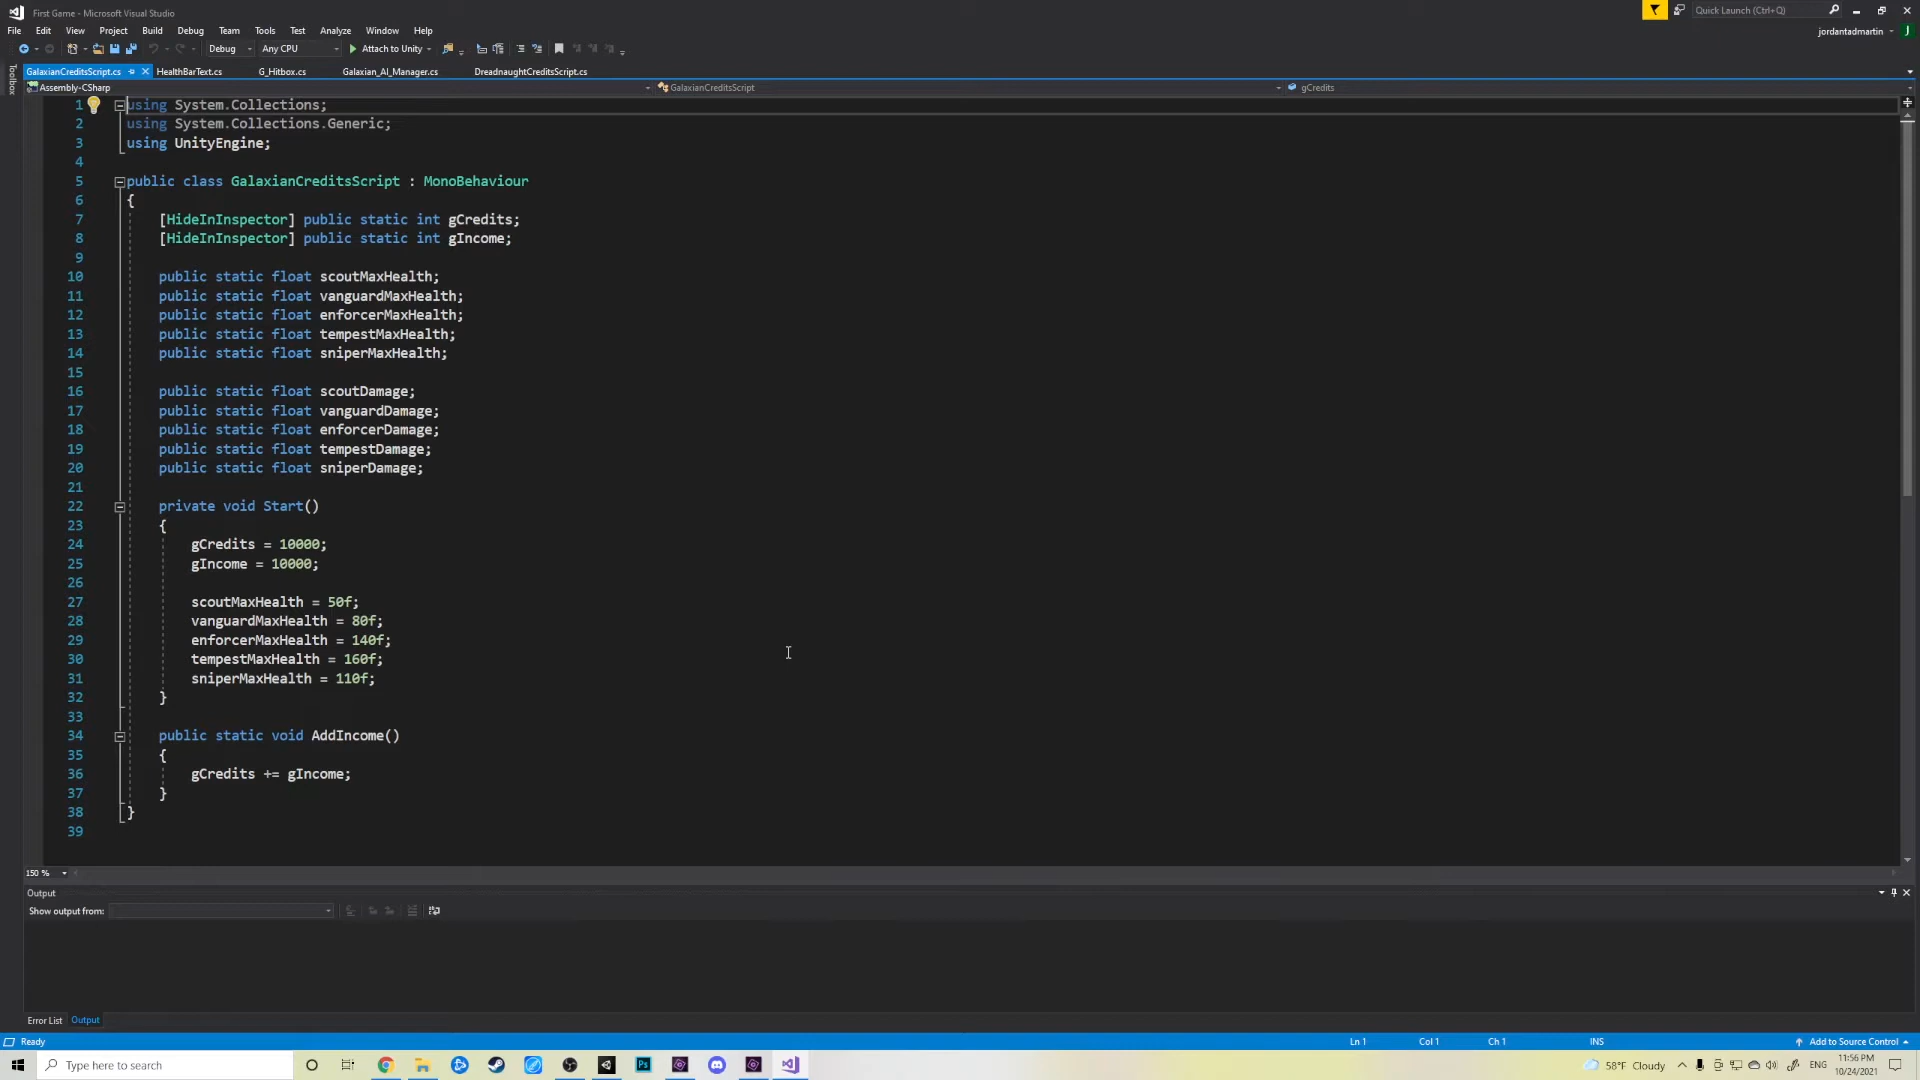 First Game - Microsoft Visual Studio
Quick Launch (Ctrl+Q)
File Edit View Project Build Debug Team Tools Test Analyze Window Help
jordantadmartin
J
Debug Any CPU Attach to Unity
Toolbox
GalaxianCreditsScript.cs HealthBarText.cs G_Hitbox.cs Galaxian_AI_Manager.cs DreadnaughtCreditsScript.cs
Assembly-CSharp GalaxianCreditsScript gCredits
1 using System.Collections;
2 using System.Collections.Generic;
3 using UnityEngine;
4
5 public class GalaxianCreditsScript : MonoBehaviour
6 {
7 [HideInInspector] public static int gCredits;
8 [HideInInspector] public static int gIncome;
9
10 public static float scoutMaxHealth;
11 public static float vanguardMaxHealth;
12 public static float enforcerMaxHealth;
13 public static float tempestMaxHealth;
14 public static float sniperMaxHealth;
15
16 public static float scoutDamage;
17 public static float vanguardDamage;
18 public static float enforcerDamage;
19 public static float tempestDamage;
20 public static float sniperDamage;
21
22 private void Start()
23 {
24 gCredits = 10000;
25 gIncome = 10000;
26
27 scoutMaxHealth = 50f;
28 vanguardMaxHealth = 80f;
29 enforcerMaxHealth = 140f;
30 tempestMaxHealth = 160f;
31 sniperMaxHealth = 110f;
32 }
33
34 public static void AddIncome()
35 {
36 gCredits += gIncome;
37 }
38 }
39
150 %
Output
Show output from:
Error List Output
Ready Ln 1 Col 1 Ch 1 INS Add to Source Control
Type here to search
Ps
58°F Cloudy ENG 11:56 PM
10/24/2021